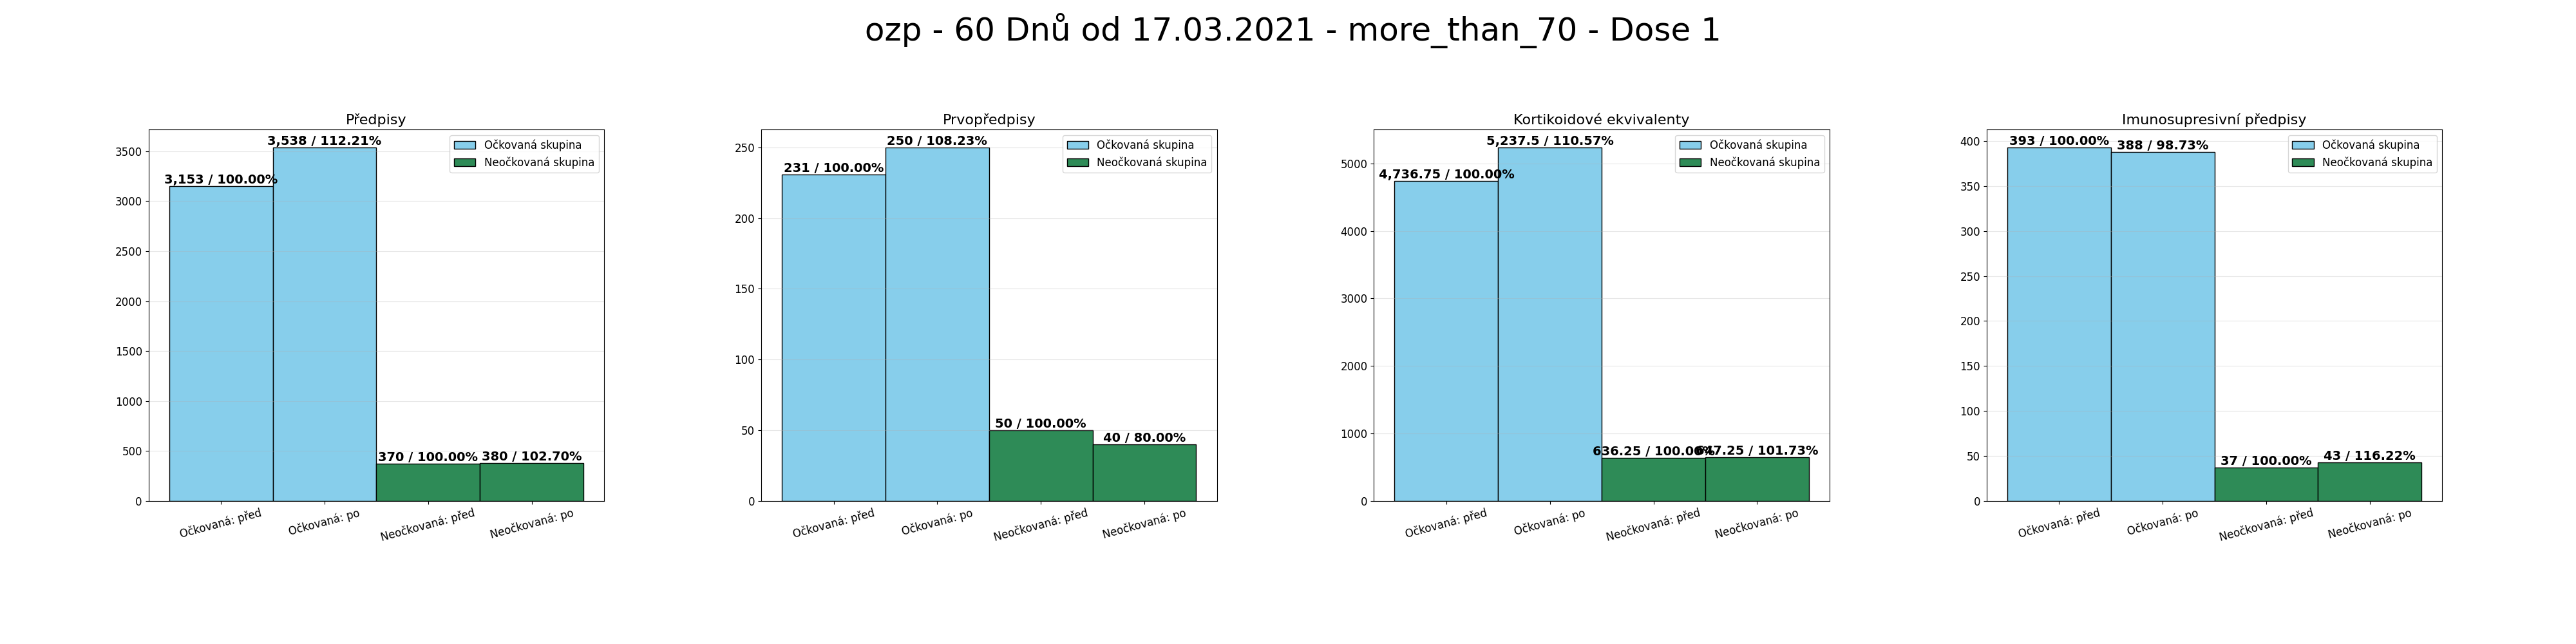 ozp - 60 Dnů od 17.03.2021 - more_than_70 - Dose 1
Předpisy
3,153 / 100.00%
3,538 / 112.21%
370 / 100.00%
380 / 102.70%
Očkovaná skupina
Neočkovaná skupina
3500
3000
2500
2000
1500
1000
500
0
Očkovaná: před
Očkovaná: po
Neočkovaná: před
Neočkovaná: po
Prvopředpisy
231 / 100.00%
250 / 108.23%
50 / 100.00%
40 / 80.00%
Očkovaná skupina
Neočkovaná skupina
250
200
150
100
50
0
Očkovaná: před
Očkovaná: po
Neočkovaná: před
Neočkovaná: po
Kortikoidové ekvivalenty
4,736.75 / 100.00%
5,237.5 / 110.57%
636.25 / 100.00%
647.25 / 101.73%
Očkovaná skupina
Neočkovaná skupina
5000
4000
3000
2000
1000
0
Očkovaná: před
Očkovaná: po
Neočkovaná: před
Neočkovaná: po
Imunosupresivní předpisy
393 / 100.00%
388 / 98.73%
37 / 100.00%
43 / 116.22%
Očkovaná skupina
Neočkovaná skupina
400
350
300
250
200
150
100
50
0
Očkovaná: před
Očkovaná: po
Neočkovaná: před
Neočkovaná: po